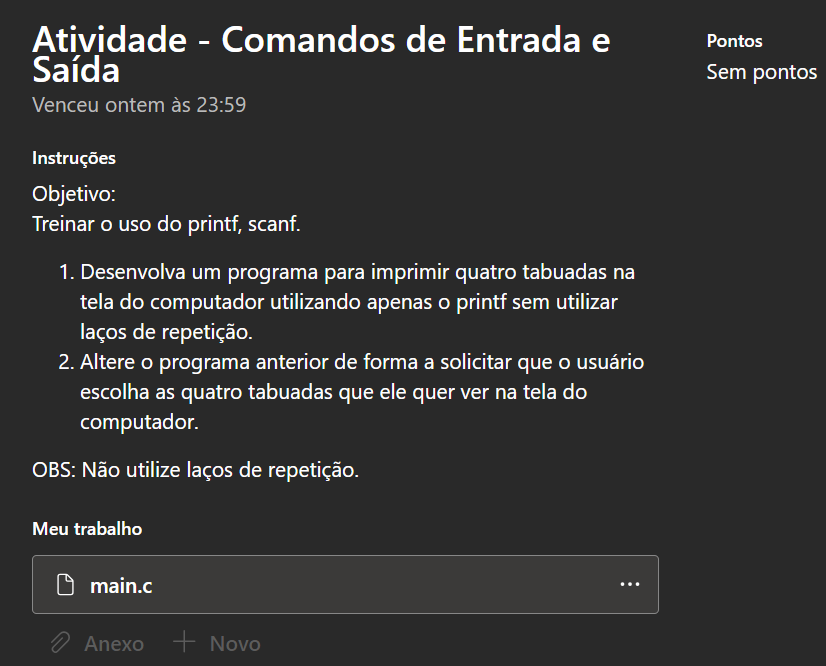 Atividade - Comandos de Entrada e
Saída
Venceu ontem às 23:59
Pontos
Sem pontos
Instruções
Objetivo:
Treinar o uso do printf, scanf.
1. Desenvolva um programa para imprimir quatro tabuadas na
tela do computador utilizando apenas o printf sem utilizar
laços de repetição.
2. Altere o programa anterior de forma a solicitar que o usuário
escolha as quatro tabuadas que ele quer ver na tela do
computador.
OBS: Não utilize laços de repetição.
Meu trabalho
main.c
Anexo
Novo